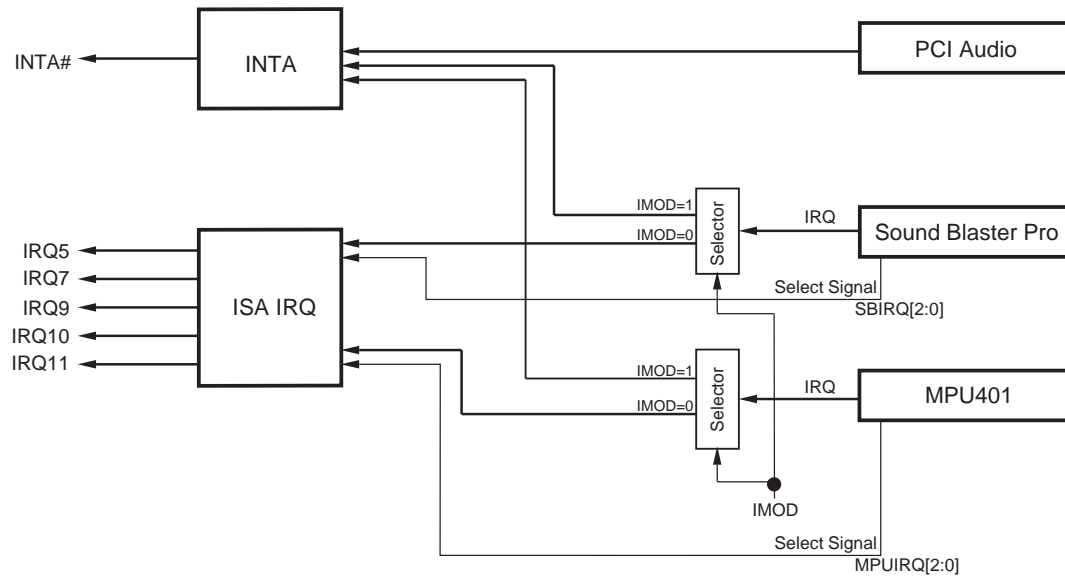 INTA#
INTA
PCI Audio
IMOD=1
IMOD=0
Selector
IRQ
Sound Blaster Pro
Select Signal
SBIRQ[2:0]
IRQ5
IRQ7
IRQ9
IRQ10
IRQ11
ISA IRQ
IMOD=1
IMOD=0
Selector
IRQ
MPU401
IMOD
Select Signal
MPUIRQ[2:0]